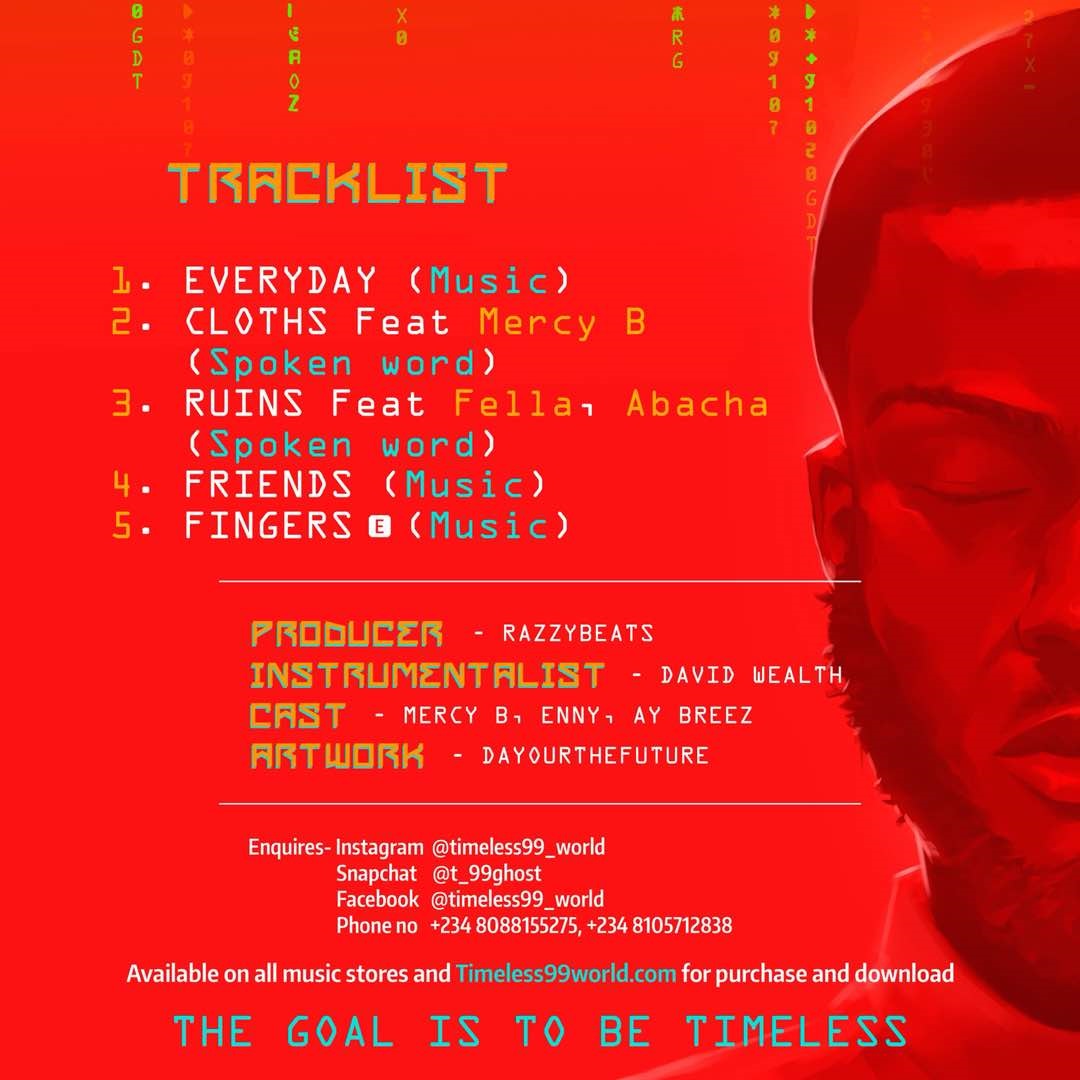 TRACKLIST
1. EVERYDAY (Music)
2. CLOTHS Feat Mercy B
(Spoken word)
3. RUINS Feat Fella, Abacha
(Spoken word)
4. FRIENDS (Music)
5. FINGERS E (Music)
PRODUCER - RAZZYBEATS
INSTRUMENTALIST - DAVID WEALTH
CAST - MERCY B, ENNY, AY BREEZ
ARTWORK - DAYOURTHEFUTURE
Enquires- Instagram @timeless99_world
Snapchat @t_99ghost
Facebook @timeless99_world
Phone no +234 8088155275, +234 8105712838
Available on all music stores and Timeless99world.com for purchase and download
THE GOAL IS TO BE TIMELESS